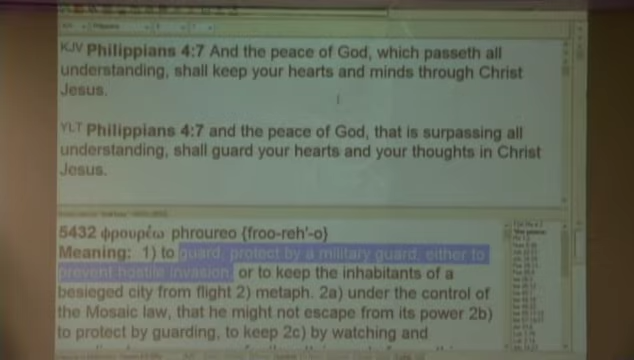 KJV Philippians 4:7 And the peace of God, which passeth all
understanding, shall keep your hearts and minds through Christ
Jesus.
YLT Philippians 4:7 and the peace of God, that is surpassing all
understanding, shall guard your hearts and your thoughts in Christ
Jesus.
5432 φρουρέω phroureo {froo-reh'-o}
Meaning: 1) to guard, protect by a military guard, either to
prevent hostile invasion, or to keep the inhabitants of a
besieged city from flight 2) metaph. 2a) under the control of
the Mosaic law, that he might not escape from its power 2b)
to protect by guarding, to keep 2c) by watching and